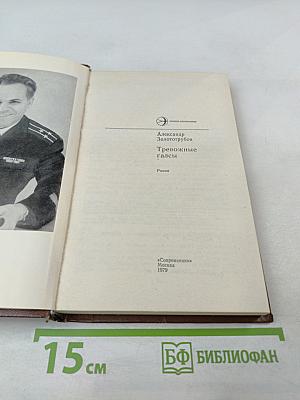 Александр
Золототрубов
Тревожные
галсы
Роман
«Современник»
Москва
1979
15 см
БФ БИБЛИОФАН